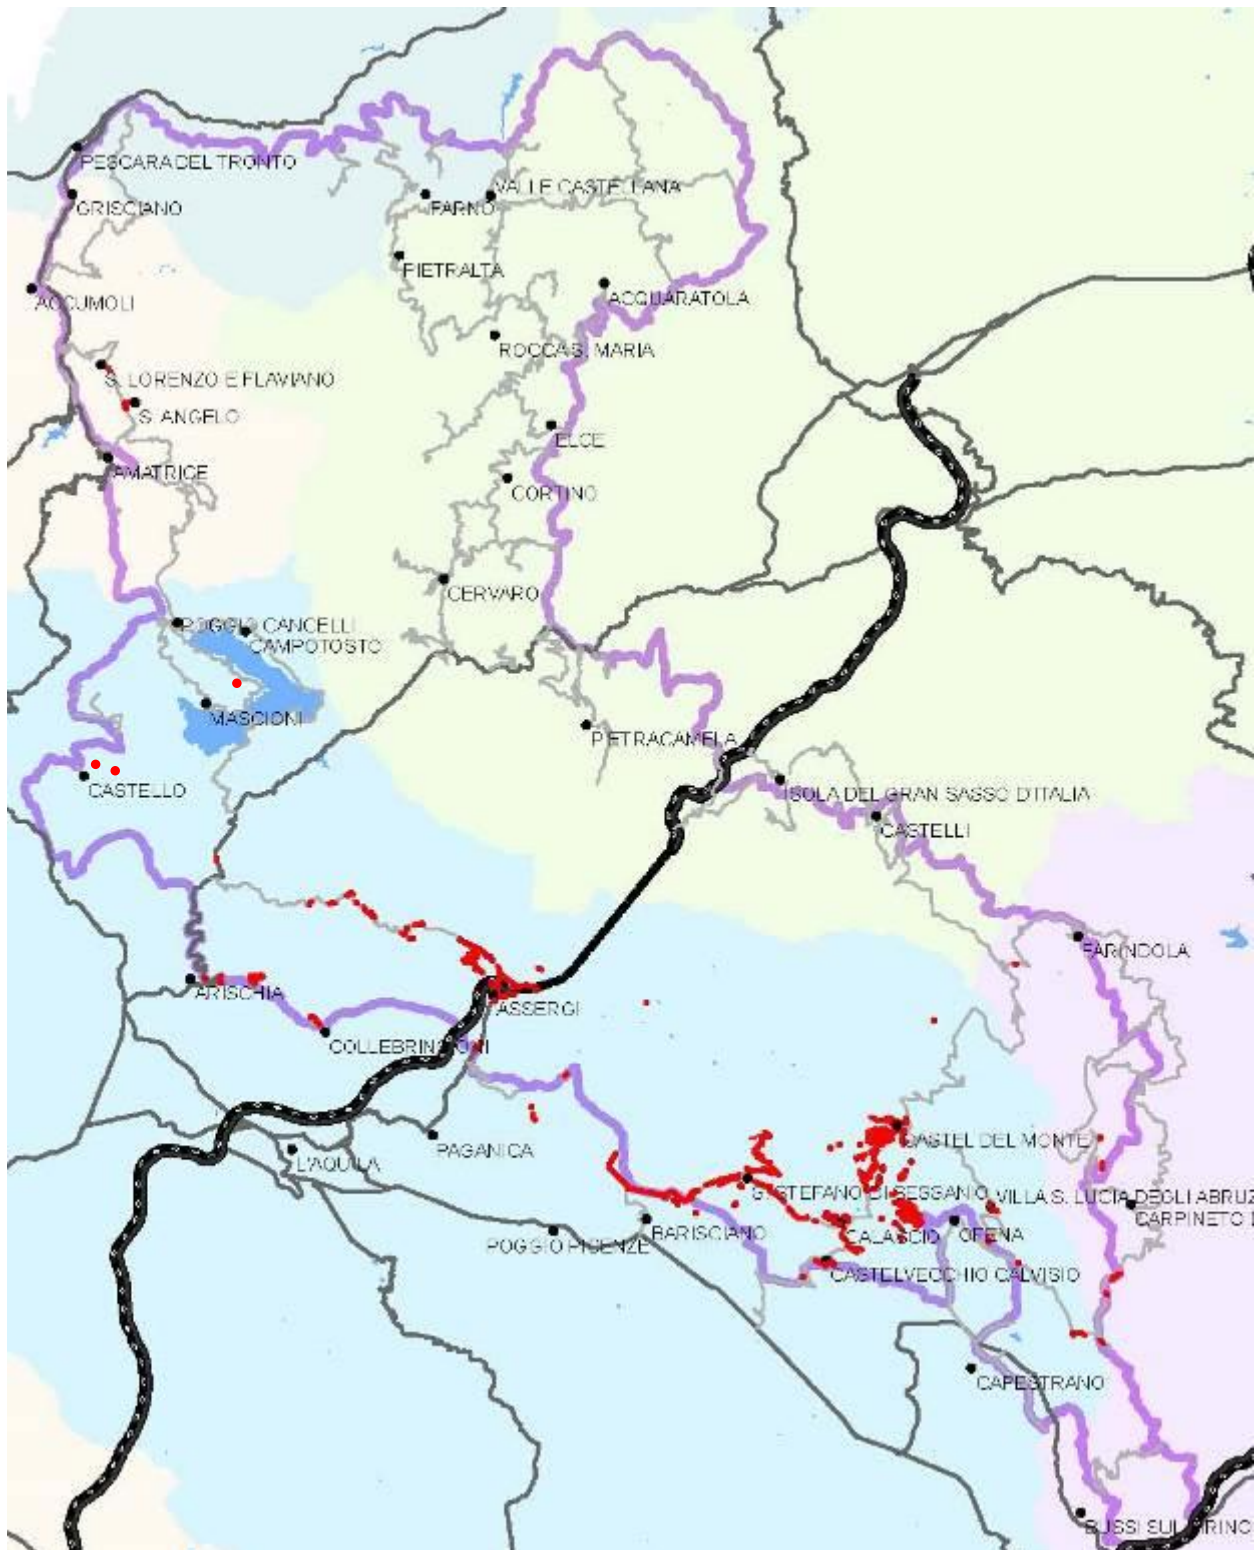 PESCARA DEL TRONTO
GRISCIANO
VALLE CASTELLANA
FARNO
PIETRALTA
ACCUMOLI
ACQUARATOLA
ROCCA S. MARIA
S. LORENZO E FLAVIANO
S. ANGELO
ELCE
AMATRICE
CORTINO
CERVARO
POGGIO CANCELLI
CAMPOTOSTO
MASCIONI
PIETRACAMELA
CASTELLO
ISOLA DEL GRAN SASSO D'ITALIA
CASTELLI
FARINDOLA
ARISCHIA
ASSERGI
COLLEBRINCIONI
PAGANICA
CASTEL DEL MONTE
L'AQUILA
S. STEFANO DI SESSANIO
VILLA S. LUCIA DEGLI ABRUZ
CARPINETO
BARISCIANO
CALASCIO
OFENA
POGGIO PICENZE
CASTELVECCHIO CALVISIO
CAPESTRANO
BUSSI SUL TIRINO